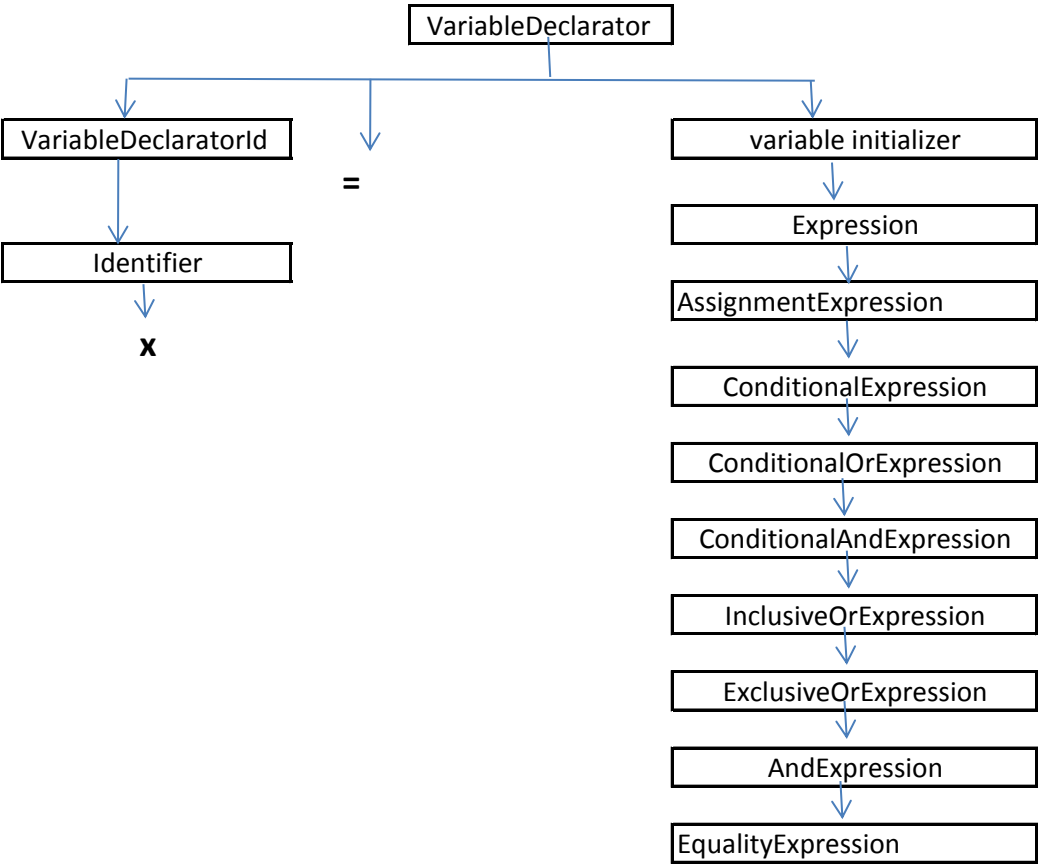 VariableDeclarator
VariableDeclaratorId
variable initializer
=
Expression
Identifier
AssignmentExpression
x
ConditionalExpression
ConditionalOrExpression
ConditionalAndExpression
InclusiveOrExpression
ExclusiveOrExpression
AndExpression
EqualityExpression